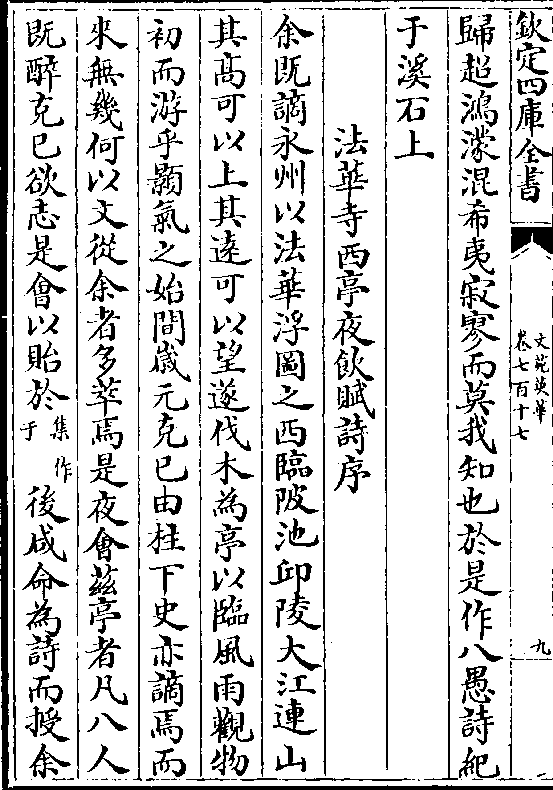 欽定四庫全書
文苑英華
卷七百十七
九
歸超鴻濛混希夷寂寥而莫我知也於是作八愚詩紀
于溪石上
法華寺西亭夜飲賦詩序
余既謫永州以法華浮圖之西臨陂池邱陵大江連山
其髙可以上其逺可以望遂伐木為亭以臨風雨觀物
初而游乎顥氣之始間歲元克已由柱下史亦謫焉而
來無幾何以文從余者多萃焉是夜會兹亭者凡八人
既醉克已欲志是會以貽於集作于後咸命為詩而授余